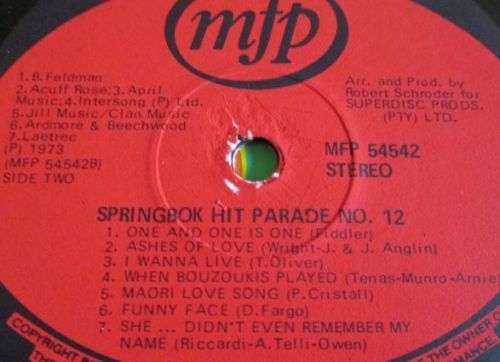 mfp
1. B. Feldman
2. Acuff Rose; 3. April
Music; 4. Intersong (P) Ltd.
5. Jill Music/Clan Music
6. Ardmore & Beechwood
7. Laetrec
(P) 1973
(MFP 54542B)
SIDE TWO
Arr. and Prod. by
Robert Schroder for
SUPERDISC PRODS.
(PTY) LTD.
MFP 54542
STEREO
SPRINGBOK HIT PARADE NO. 12
1. ONE AND ONE IS ONE (Fiddler)
2. ASHES OF LOVE (Wright-J. & J. Anglin)
3. I WANNA LIVE (T.Oliver)
4. WHEN BOUZOUKIS PLAYED (Tenas-Munro-Arnie
5. MAORI LOVE SONG (P.Cristall)
6. FUNNY FACE (D.Fargo)
7. SHE ... DIDN'T EVEN REMEMBER MY
NAME (Riccardi-A.Telli-Owen)
COPYRIGHT
THE OWNER O